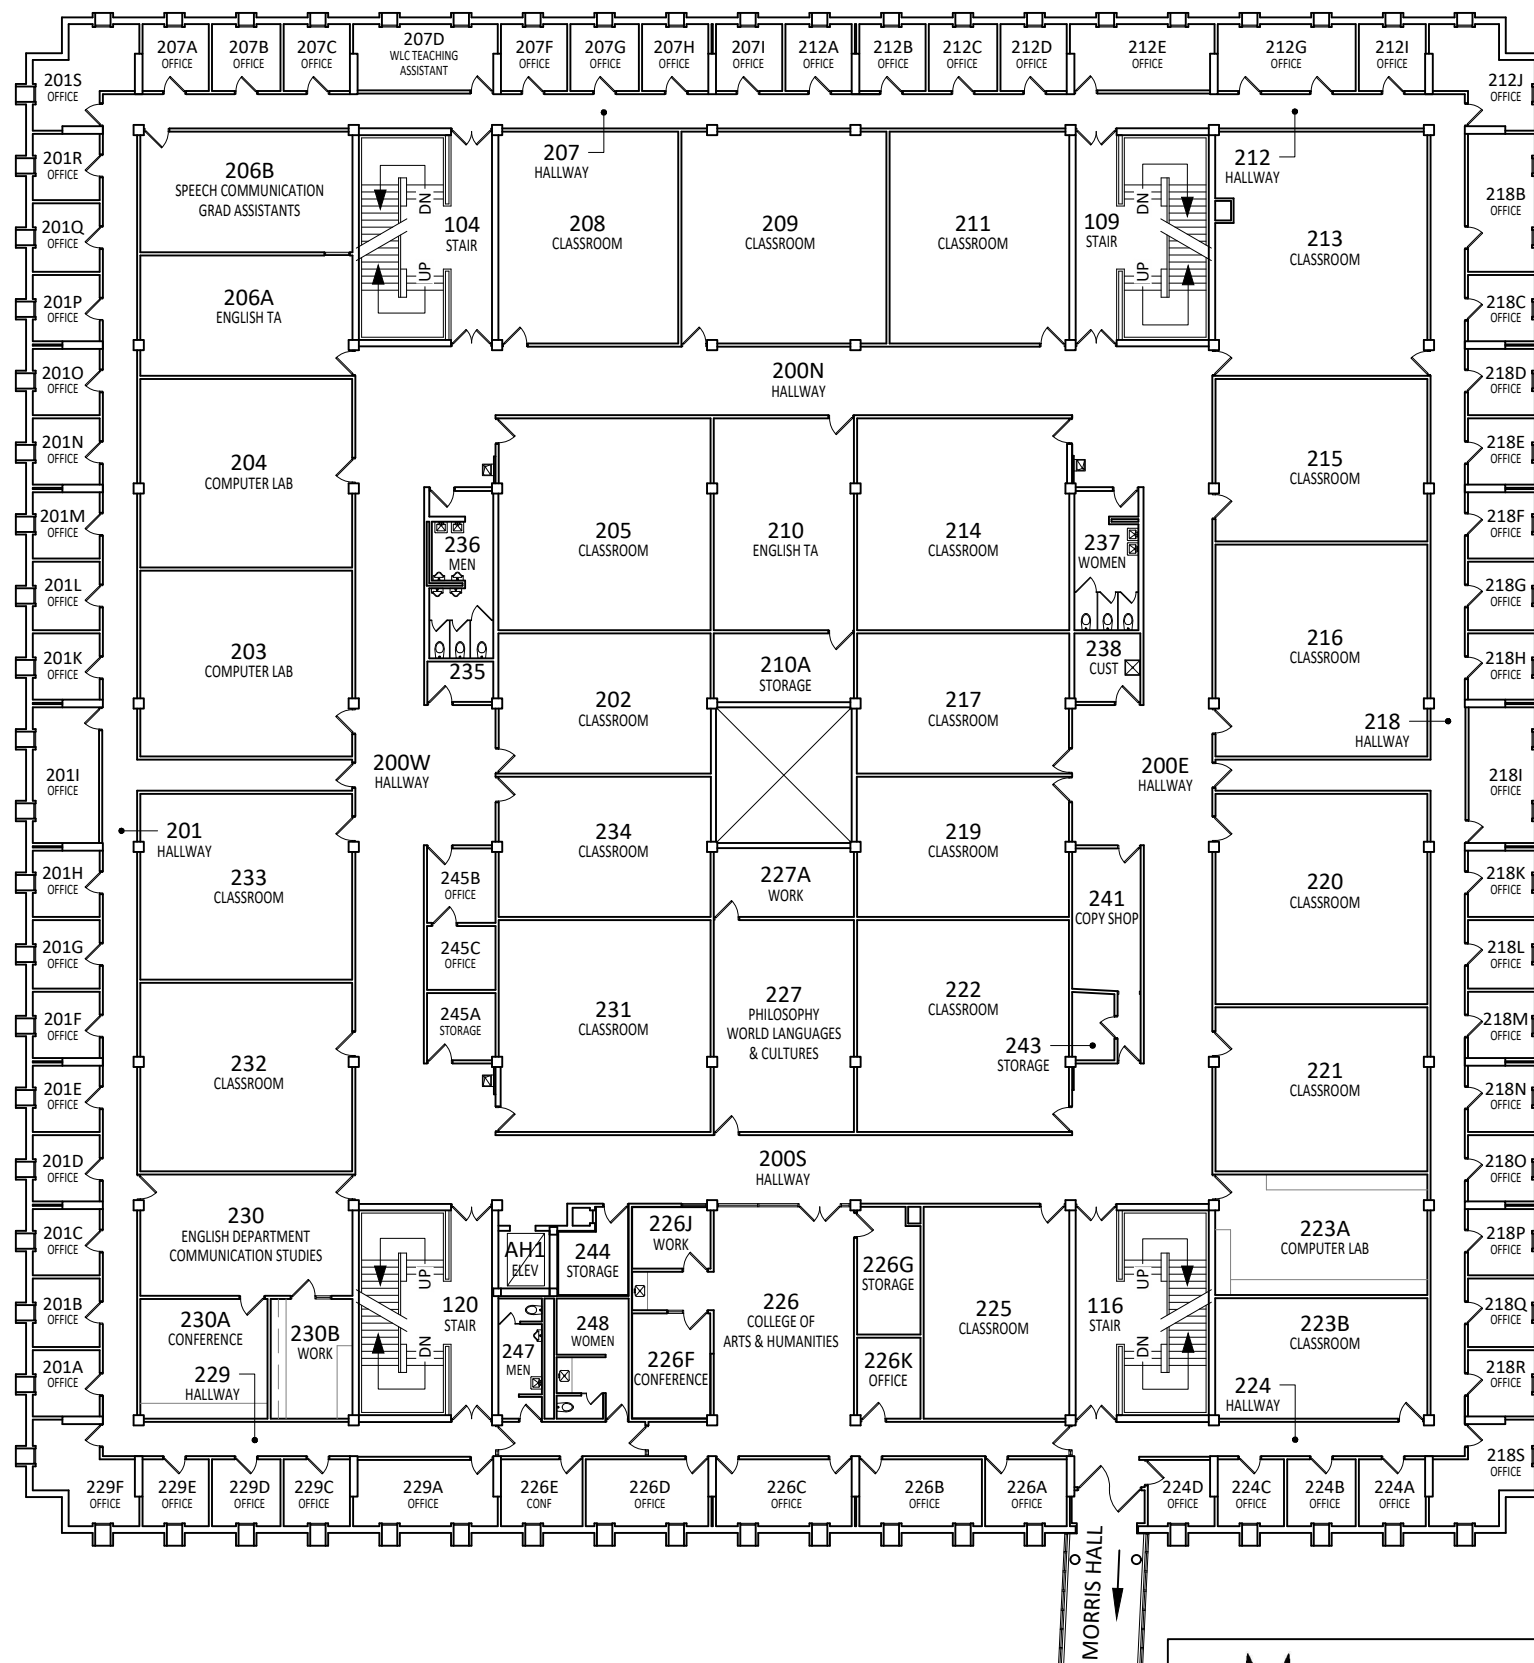 207A
OFFICE
207B
OFFICE
207C
OFFICE
207D
WLC TEACHING
ASSISTANT
207F
OFFICE
207G
OFFICE
207H
OFFICE
207I
OFFICE
212A
OFFICE
212B
OFFICE
212C
OFFICE
212D
OFFICE
212E
OFFICE
212G
OFFICE
212I
OFFICE
212J
OFFICE
201S
OFFICE
201R
OFFICE
201Q
OFFICE
201P
OFFICE
201O
OFFICE
201N
OFFICE
201M
OFFICE
201L
OFFICE
201K
OFFICE
201I
OFFICE
201
HALLWAY
201H
OFFICE
201G
OFFICE
201F
OFFICE
201E
OFFICE
201D
OFFICE
201C
OFFICE
201B
OFFICE
201A
OFFICE
206B
SPEECH COMMUNICATION
GRAD ASSISTANTS
206A
ENGLISH TA
204
COMPUTER LAB
203
COMPUTER LAB
233
CLASSROOM
232
CLASSROOM
230
ENGLISH DEPARTMENT
COMMUNICATION STUDIES
230A
CONFERENCE
230B
WORK
229
HALLWAY
DN
UP
104
STAIR
207
HALLWAY
208
CLASSROOM
209
CLASSROOM
211
CLASSROOM
109
STAIR
DN
UP
212
HALLWAY
213
CLASSROOM
200N
HALLWAY
236
MEN
235
200W
HALLWAY
245B
OFFICE
245C
OFFICE
245A
STORAGE
205
CLASSROOM
210
ENGLISH TA
214
CLASSROOM
202
CLASSROOM
210A
STORAGE
217
CLASSROOM
234
CLASSROOM
227A
WORK
219
CLASSROOM
231
CLASSROOM
227
PHILOSOPHY
WORLD LANGUAGES
& CULTURES
222
CLASSROOM
237
WOMEN
238
CUST
200E
HALLWAY
241
COPY SHOP
243
STORAGE
215
CLASSROOM
216
CLASSROOM
218
HALLWAY
220
CLASSROOM
221
CLASSROOM
223A
COMPUTER LAB
223B
CLASSROOM
224
HALLWAY
218B
OFFICE
218C
OFFICE
218D
OFFICE
218E
OFFICE
218F
OFFICE
218G
OFFICE
218H
OFFICE
218I
OFFICE
218K
OFFICE
218L
OFFICE
218M
OFFICE
218N
OFFICE
218O
OFFICE
218P
OFFICE
218Q
OFFICE
218R
OFFICE
218S
OFFICE
200S
HALLWAY
UP
DN
120
STAIR
AH1
ELEV
244
STORAGE
226J
WORK
247
MEN
248
WOMEN
226F
CONFERENCE
226
COLLEGE OF
ARTS & HUMANITIES
226G
STORAGE
226K
OFFICE
225
CLASSROOM
116
STAIR
UP
DN
229F
OFFICE
229E
OFFICE
229D
OFFICE
229C
OFFICE
229A
OFFICE
226E
CONF
226D
OFFICE
226C
OFFICE
226B
OFFICE
226A
OFFICE
224D
OFFICE
224C
OFFICE
224B
OFFICE
224A
OFFICE
MORRIS HALL